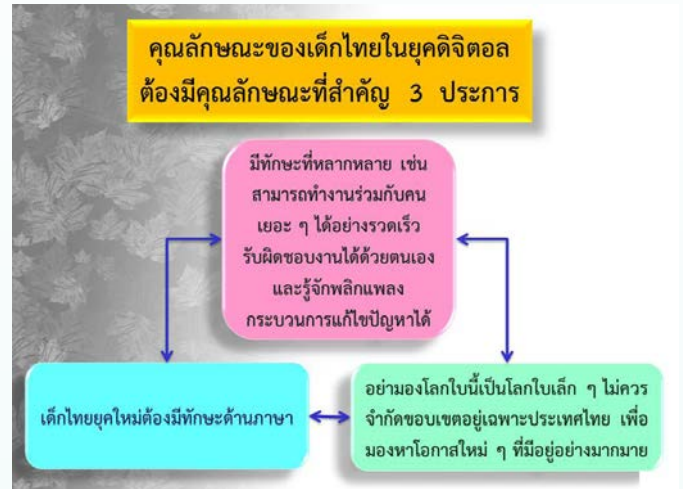 คุณลักษณะของเด็กไทยในยุคดิจิตอล
ต้องมีคุณลักษณะที่สำคัญ 3 ประการ
มีทักษะที่หลากหลาย เช่น
สามารถทำงานร่วมกับคน
เยอะ ๆ ได้อย่างรวดเร็ว
รับผิดชอบงานได้ด้วยตนเอง
และรู้จักพลิกแพลง
กระบวนการแก้ไขปัญหาได้
เด็กไทยยุคใหม่ต้องมีทักษะด้านภาษา
อย่ามองโลกใบนี้เป็นโลกใบเล็ก ๆ ไม่ควร
จำกัดขอบเขตอยู่เฉพาะประเทศไทย เพื่อ
มองหาโอกาสใหม่ ๆ ที่มีอยู่อย่างมากมาย